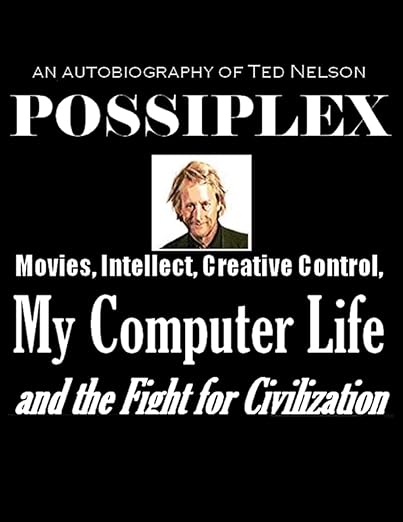 AN AUTOBIOGRAPHY OF TED NELSON
POSSIPLEX
Movies, Intellect, Creative Control,
My Computer Life
and the Fight for Civilization